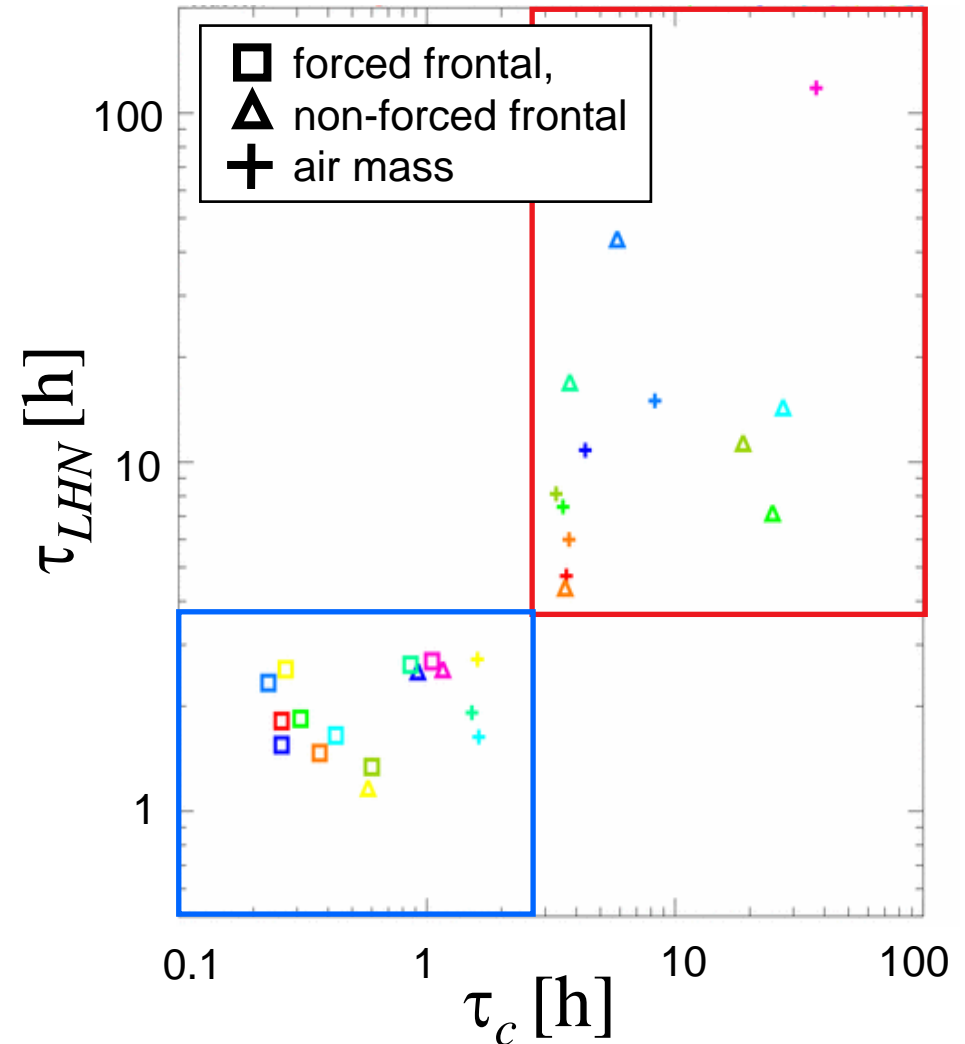 forced frontal,
non-forced frontal
air mass
100
10
1
τLHN [h]
0.1 1 10 100
τc [h]